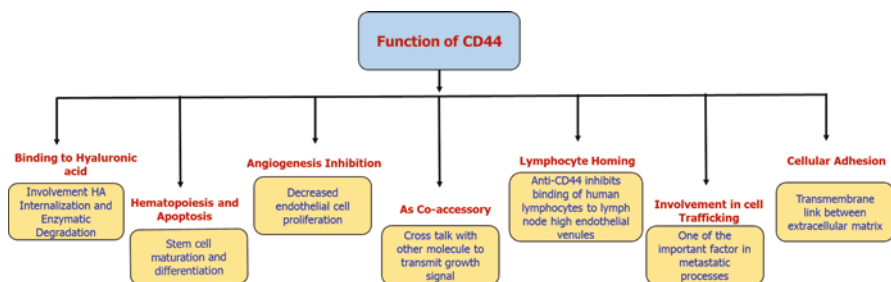 Function of CD44
Binding to Hyaluronic
acid
Involvement HA
Internalization and
Enzymatic
Degradation
Hematopoiesis and
Apoptosis
Stem cell
maturation and
differentiation
Angiogenesis Inhibition
Decreased
endothelial cell
proliferation
As Co-accessory
Cross talk with
other molecule to
transmit growth
signal
Lymphocyte Homing
Anti-CD44 inhibits
binding of human
lymphocytes to lymph
node high endothelial
venules
Involvement in cell
Trafficking
One of the
important factor in
metastatic
processes
Cellular Adhesion
Transmembrane
link between
extracellular matrix